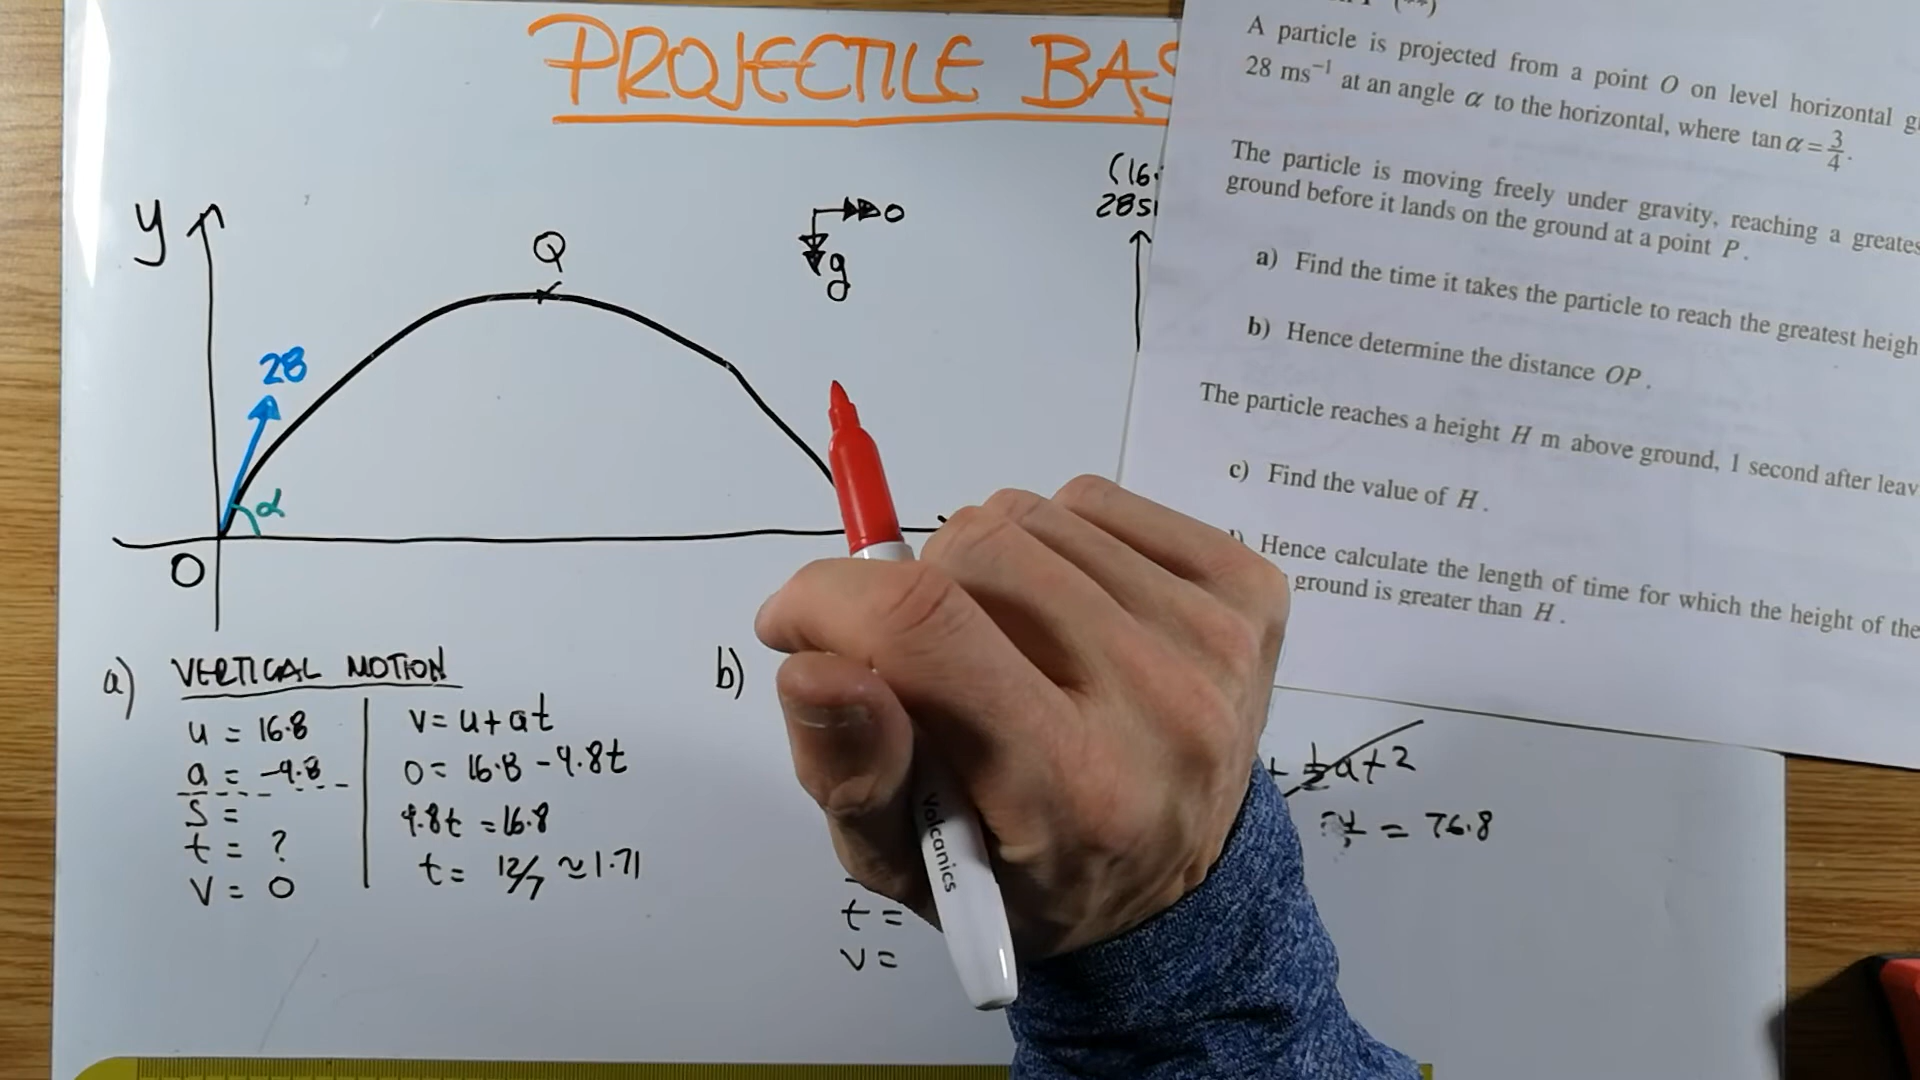 PROJECTILE BAS
y
Q
0
g
28
α
O
(16.
28s
a) VERTICAL MOTION
u = 16.8
a = -9.8
s =
t = ?
v = 0
v = u + at
0 = 16.8 - 9.8t
9.8t = 16.8
t = 12/7 ≃ 1.71
b)
t =
v =
+ ½at2
= 76.8
Volcanics
(**)
A particle is projected from a point O on level horizontal
28 ms⁻¹ at an angle α to the horizontal, where tan α = 3/4.
The particle is moving freely under gravity, reaching a greates
ground before it lands on the ground at a point P.
a) Find the time it takes the particle to reach the greatest heigh
b) Hence determine the distance OP.
The particle reaches a height H m above ground, 1 second after leav
c) Find the value of H.
Hence calculate the length of time for which the height of the
ground is greater than H.